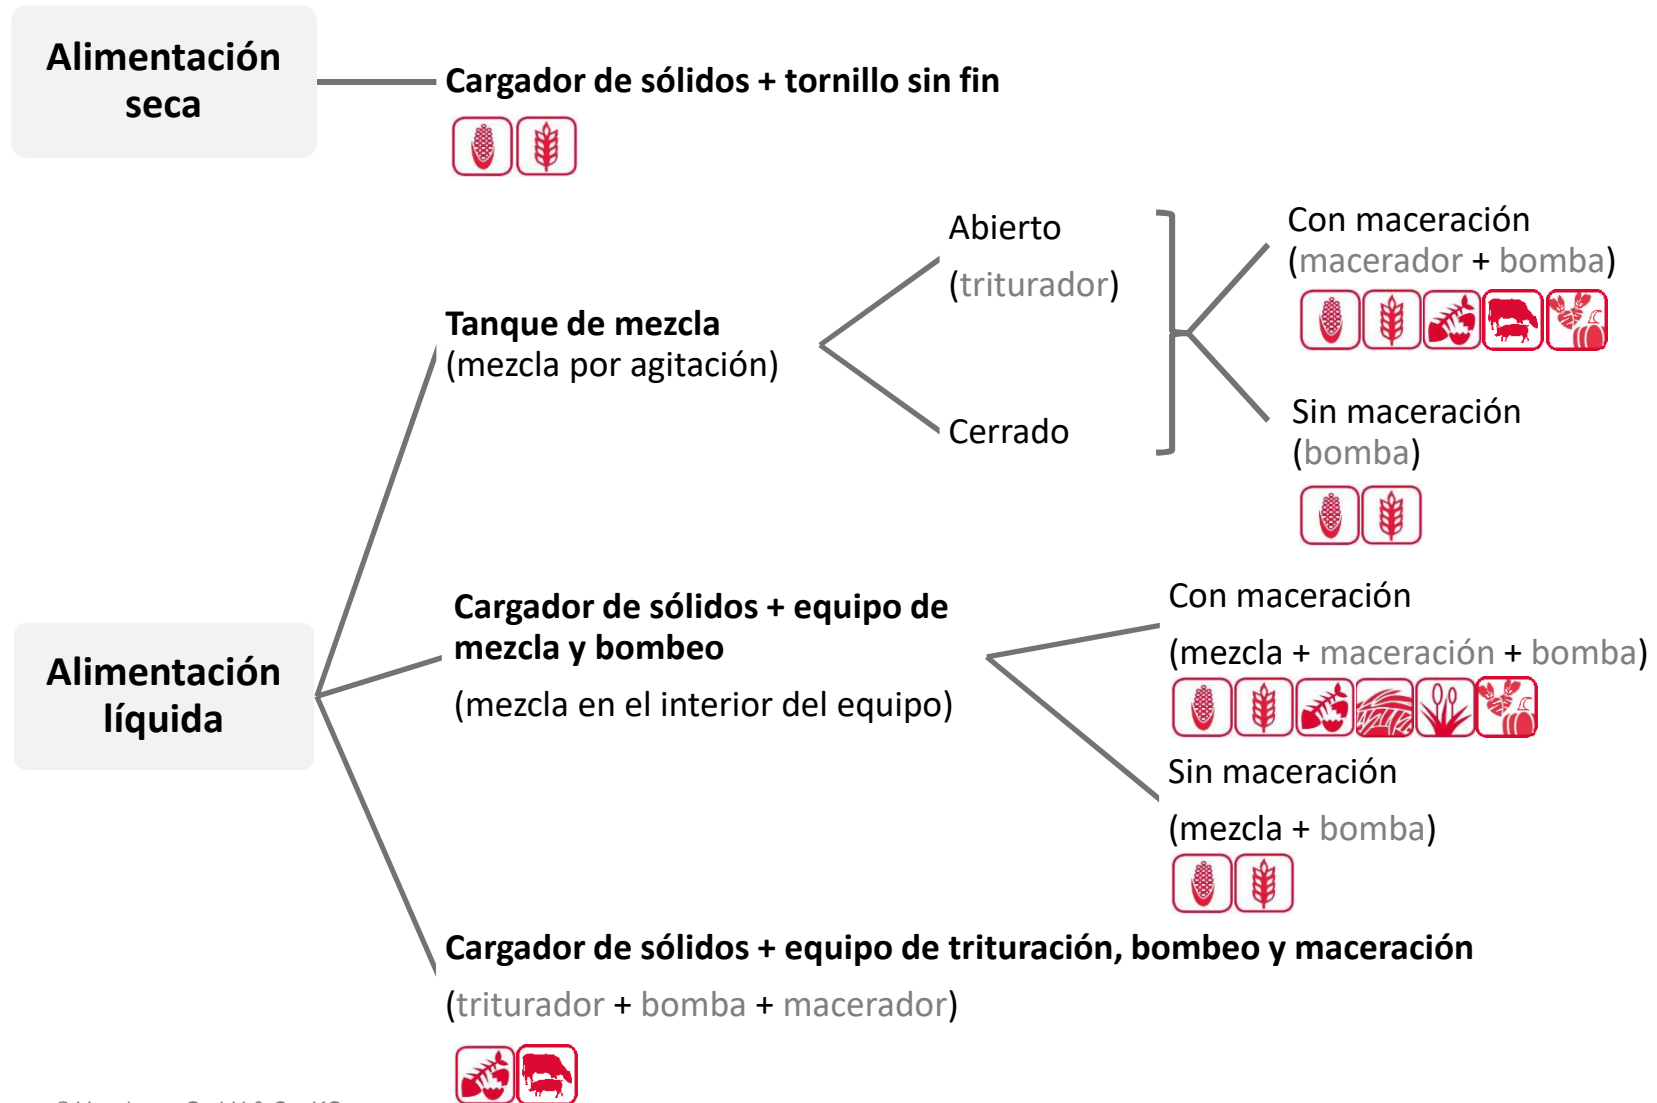 Alimentación
seca
Cargador de sólidos + tornillo sin fin
Abierto
(triturador)
Con maceración
(macerador + bomba)
Tanque de mezcla
(mezcla por agitación)
Cerrado
Sin maceración
(bomba)
Alimentación
líquida
Cargador de sólidos + equipo de
mezcla y bombeo
(mezcla en el interior del equipo)
Con maceración
(mezcla + maceración + bomba)
Sin maceración
(mezcla + bomba)
Cargador de sólidos + equipo de trituración, bombeo y maceración
(triturador + bomba + macerador)